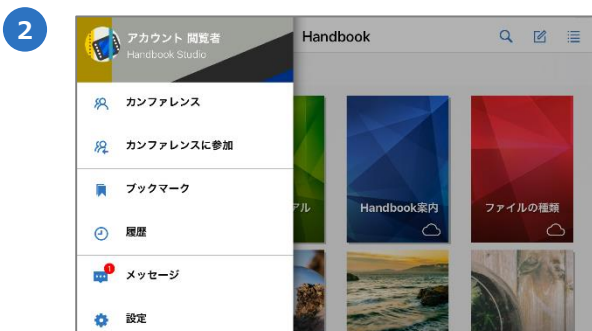 2
アカウント 閲覧者
Handbook Studio
Handbook
カンファレンス
カンファレンスに参加
ブックマーク
履歴
メッセージ
1
設定
アル
Handbook案内
ファイルの種類